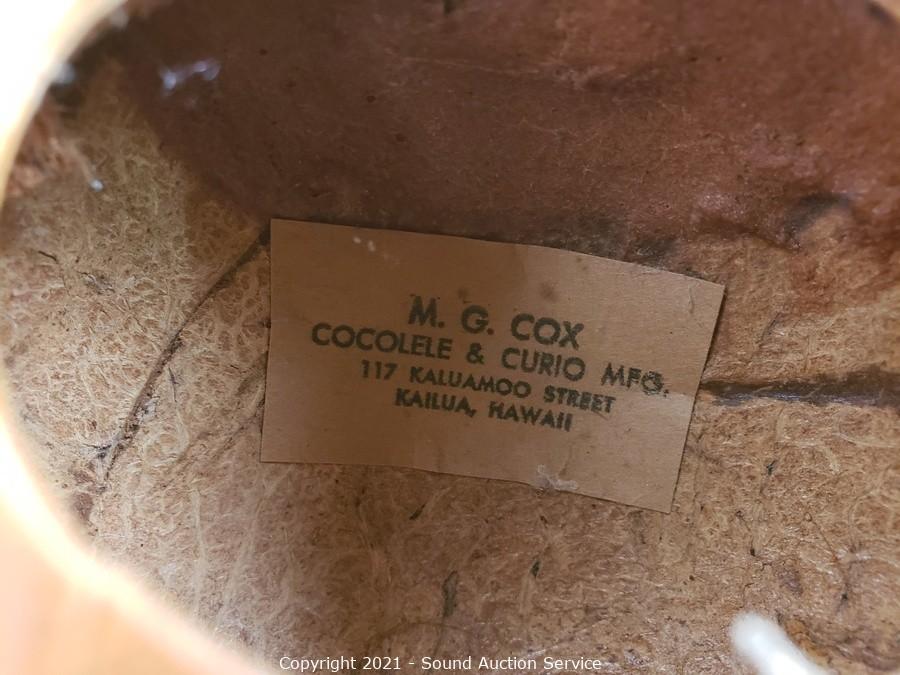 M. G. COX
COCOLELE & CURIO MFG.
117 KALUAMOO STREET
KAILUA, HAWAII
Copyright 2021 - Sound Auction Service